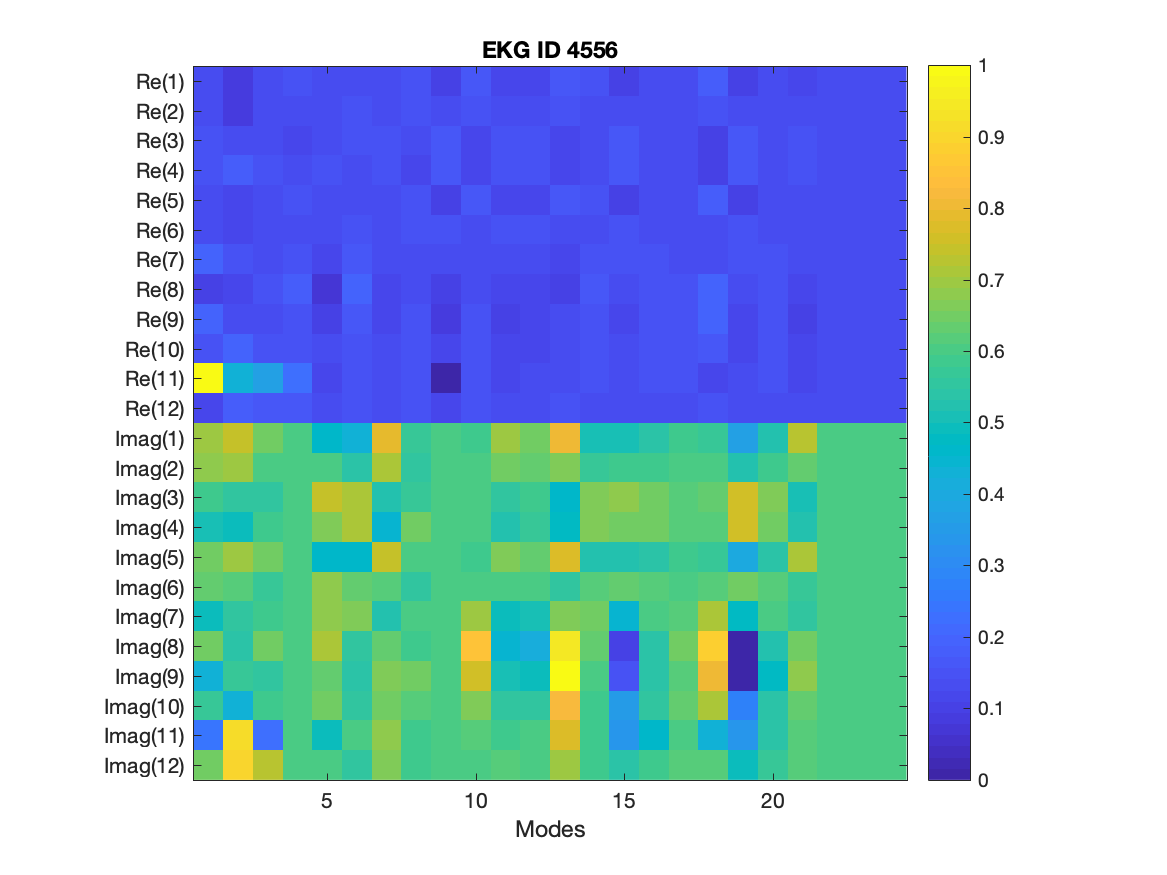 EKG ID 4556
Re(1)
Re(2)
Re(3)
Re(4)
Re(5)
Re(6)
Re(7)
Re(8)
Re(9)
Re(10)
Re(11)
Re(12)
Imag(1)
Imag(2)
Imag(3)
Imag(4)
Imag(5)
Imag(6)
Imag(7)
Imag(8)
Imag(9)
Imag(10)
Imag(11)
Imag(12)
5 10 15 20
Modes
1
0.9
0.8
0.7
0.6
0.5
0.4
0.3
0.2
0.1
0